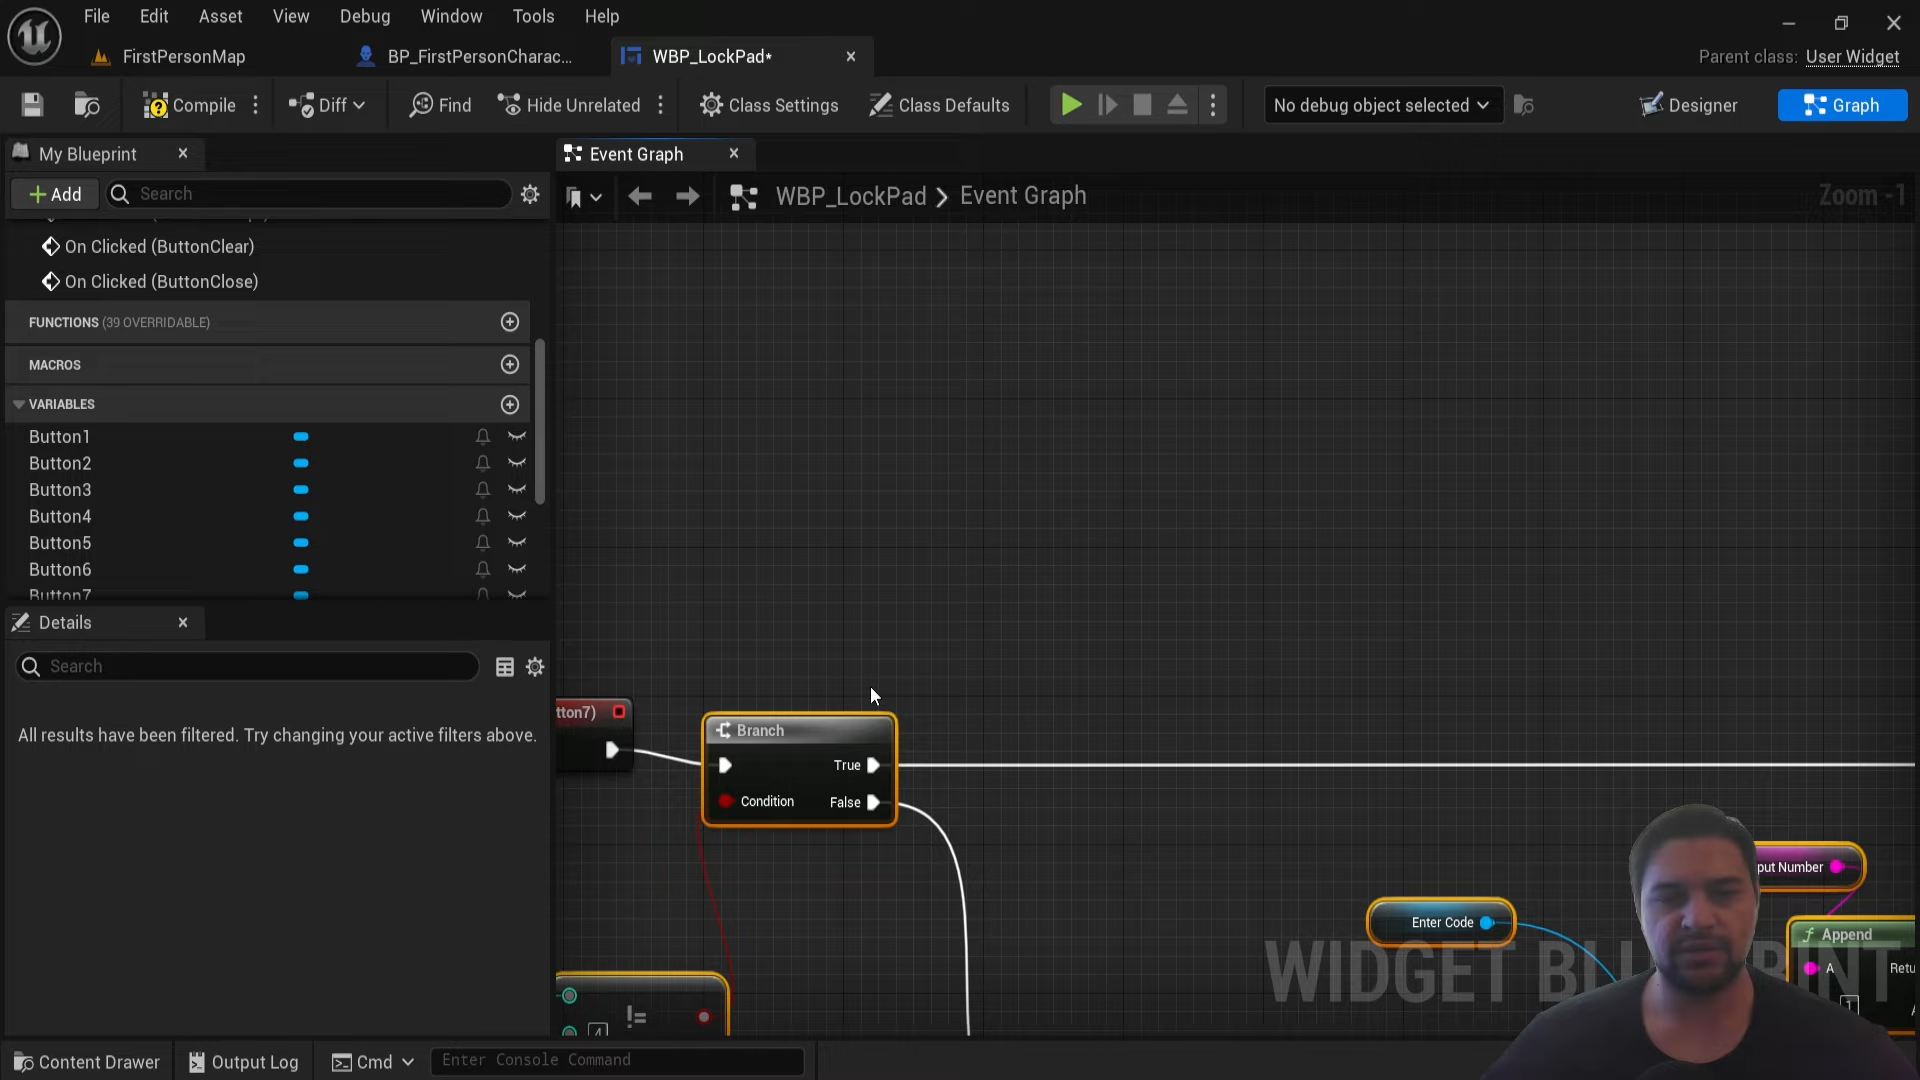 File Edit Asset View Debug Window Tools Help
FirstPersonMap BP_FirstPersonCharac... WBP_LockPad* Parent class: User Widget
Compile Diff Find Hide Unrelated Class Settings Class Defaults No debug object selected Designer Graph
My Blueprint
Add Search
On Clicked (ButtonClear)
On Clicked (ButtonClose)
FUNCTIONS (39 OVERRIDABLE)
MACROS
VARIABLES
Button1
Button2
Button3
Button4
Button5
Button6
Button7
Details
Search
All results have been filtered. Try changing your active filters above.
Event Graph
WBP_LockPad > Event Graph Zoom -1
tton7)
Branch
True
Condition False
4 !=
Enter Code
put Number
Append
A Retu
WIDGET BL
NT
Content Drawer Output Log Cmd Enter Console Command